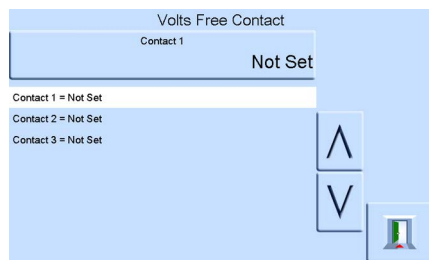 Volts Free Contact
Contact 1
Not Set
Contact 1 = Not Set
Contact 2 = Not Set
Contact 3 = Not Set